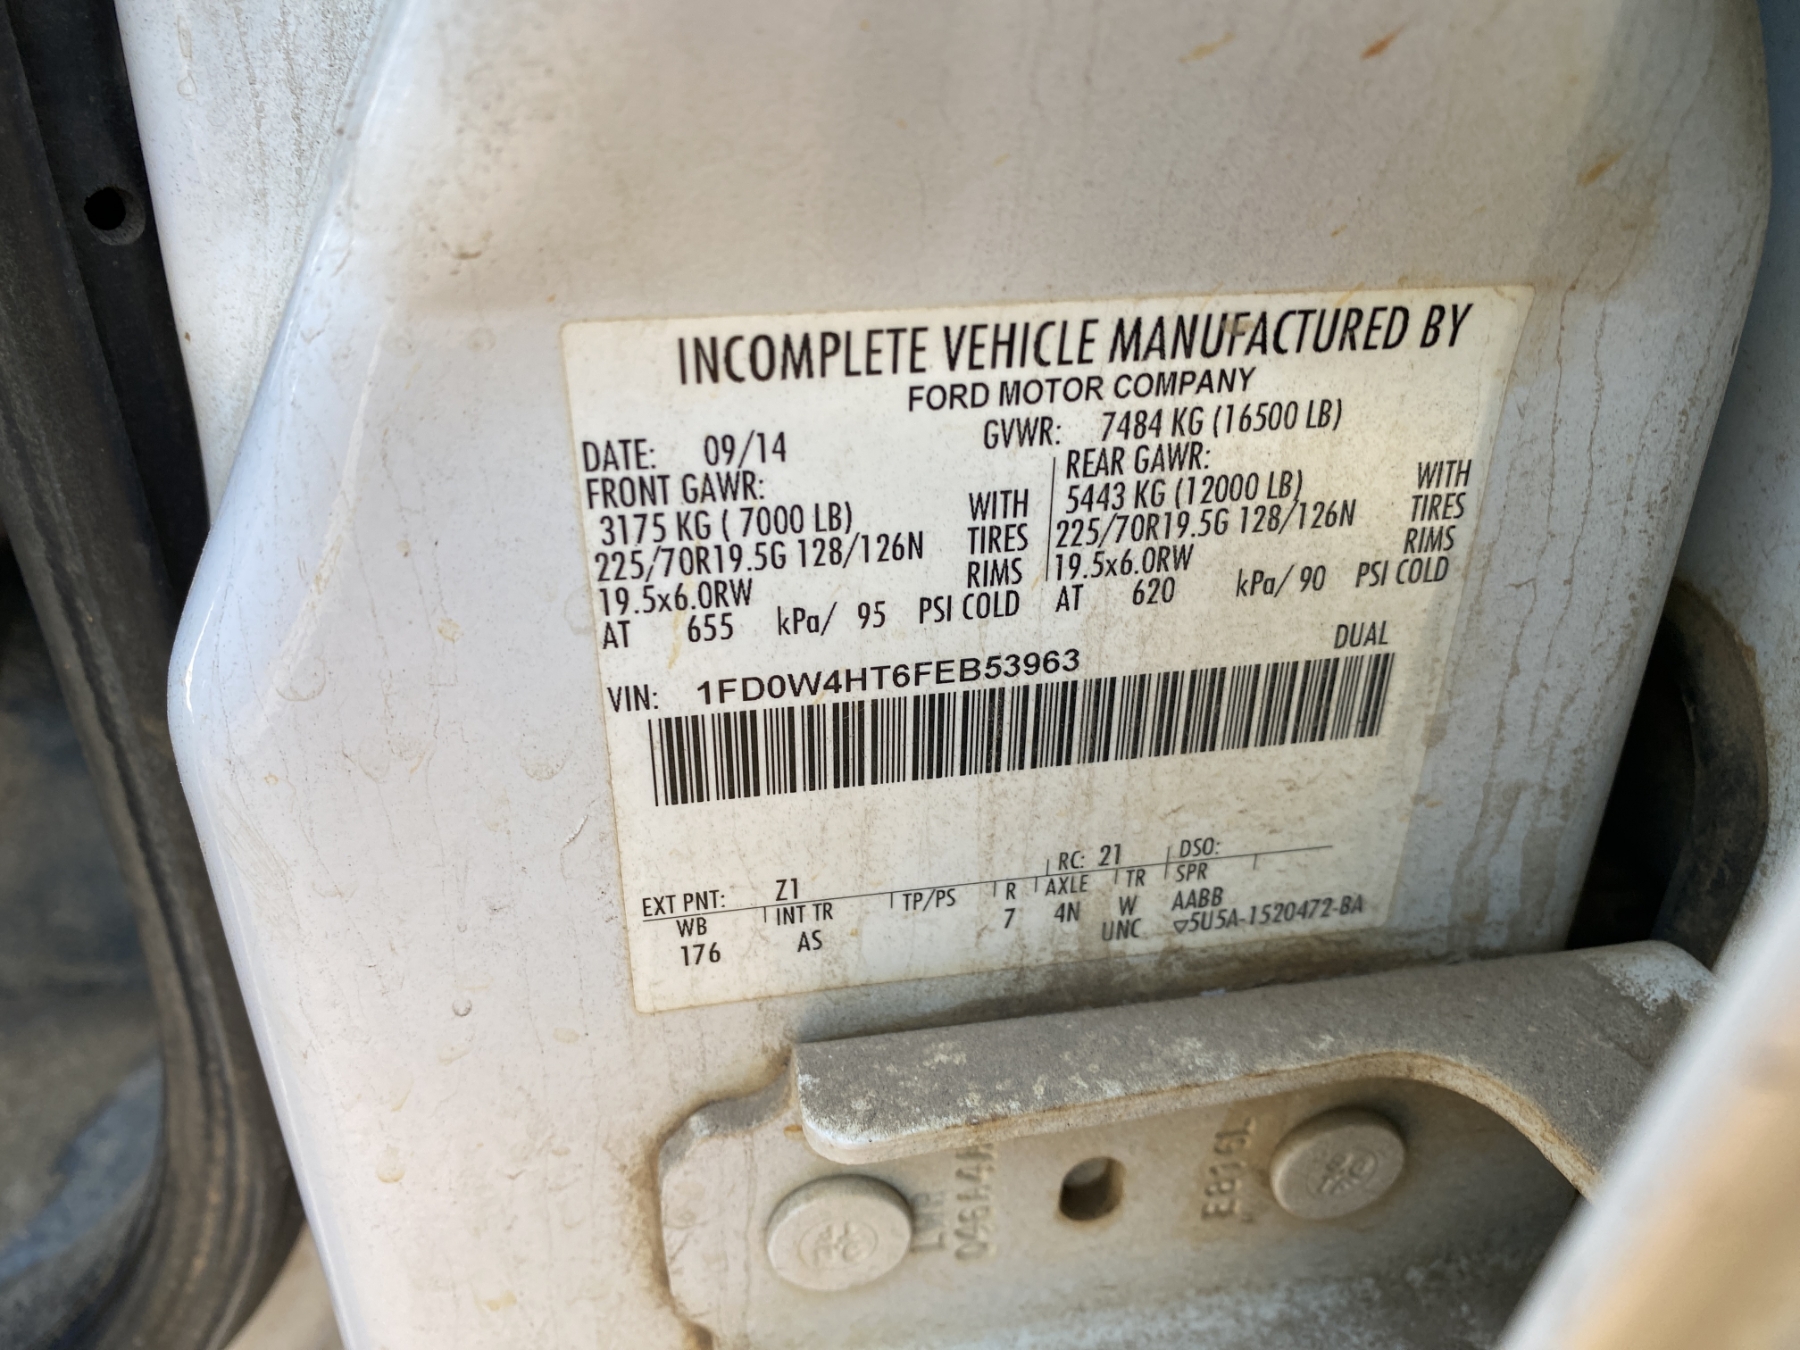 INCOMPLETE VEHICLE MANUFACTURED BY
FORD MOTOR COMPANY
DATE: 09/14 GVWR: 7484 KG (16500 LB)
FRONT GAWR: REAR GAWR:
3175 KG ( 7000 LB) WITH 5443 KG (12000 LB) WITH
225/70R19.5G 128/126N TIRES 225/70R19.5G 128/126N TIRES
19.5x6.0RW RIMS 19.5x6.0RW RIMS
AT 655 kPa/ 95 PSI COLD AT 620 kPa/ 90 PSI COLD
DUAL
VIN: 1FD0W4HT6FEB53963
EXT PNT: Z1 RC: 21 DSO:
WB INT TR TP/PS R AXLE TR SPR
176 AS 7 4N W AABB
UNC ▽5U5A-1520472-BA